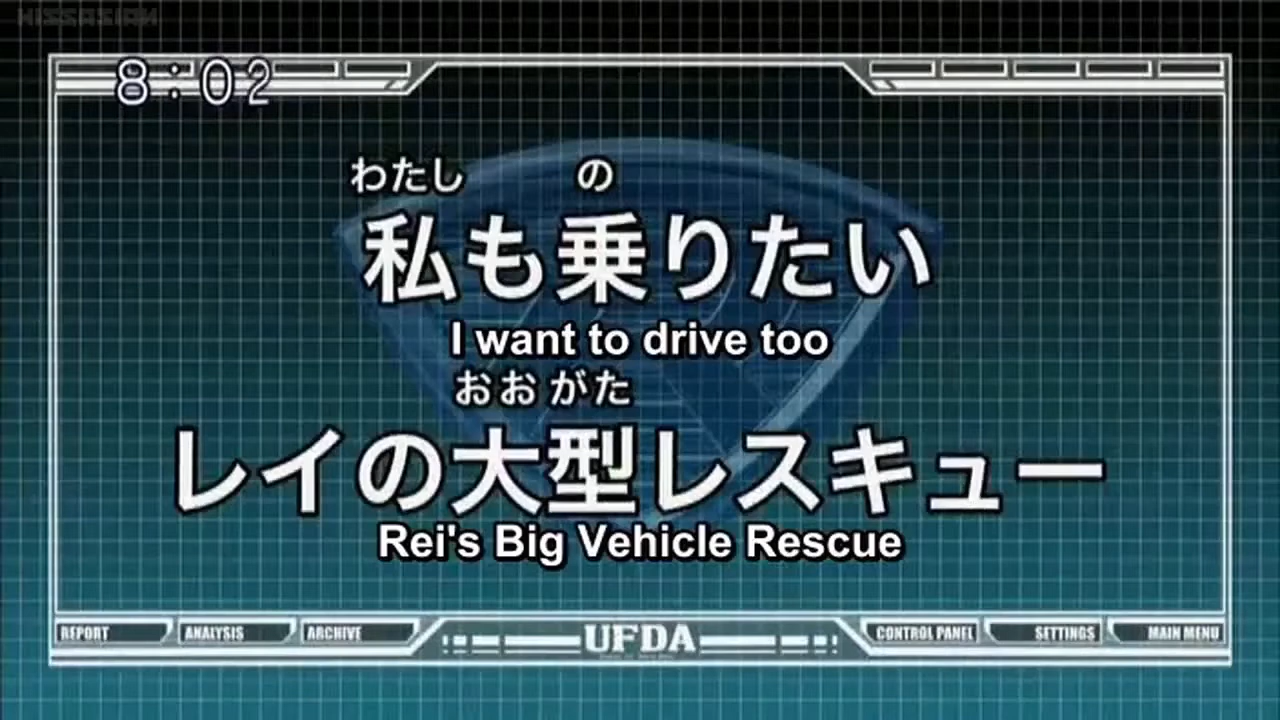 KISSASIAN
8:02
わたし の
私も乗りたい
I want to drive too
おおがた
レイの大型レスキュー
Rei's Big Vehicle Rescue
REPORT ANALYSIS ARCHIVE UFDA CONTROL PANEL SETTINGS MAIN MENU